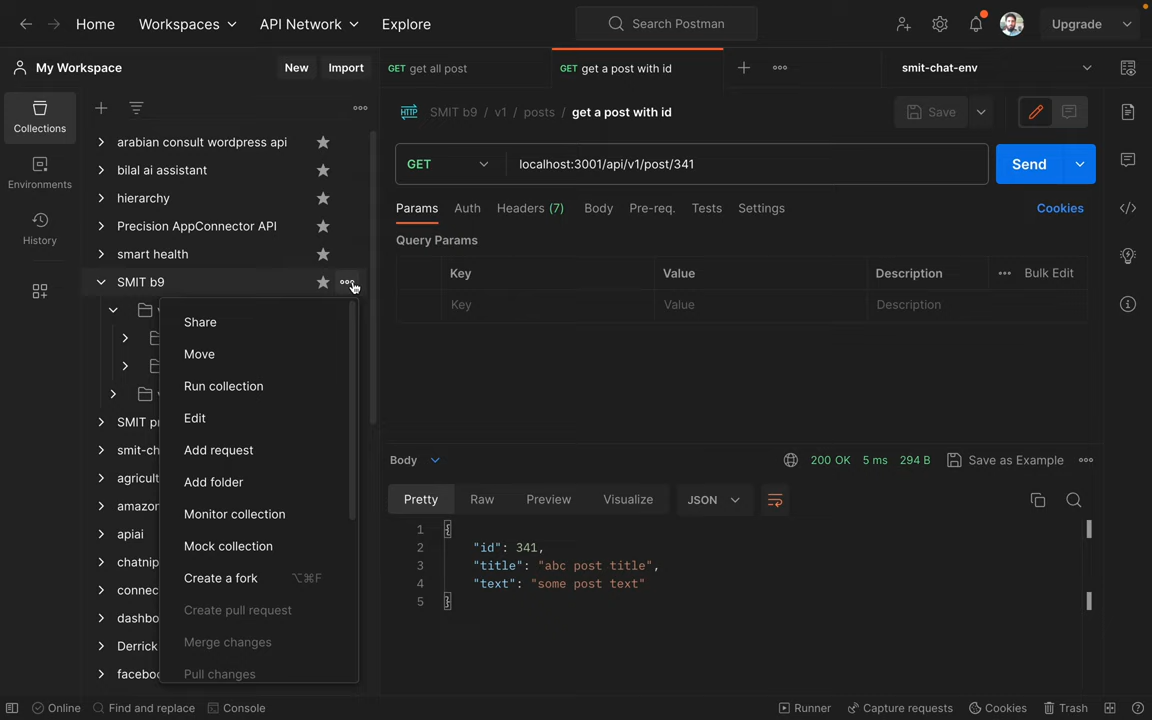 Home Workspaces API Network Explore Search Postman Upgrade
My Workspace New Import GET get all post GET get a post with id smit-chat-env
Collections
Environments
History
arabian consult wordpress api
bilal ai assistant
hierarchy
Precision AppConnector API
smart health
SMIT b9
SMIT
smit-ch
agricult
amazon
apiai
chatnip
connec
dashbo
Derrick
facebo
Share
Move
Run collection
Edit
Add request
Add folder
Monitor collection
Mock collection
Create a fork ⌥⌘F
Create pull request
Merge changes
Pull changes
HTTP SMIT b9 / v1 / posts / get a post with id Save
GET localhost:3001/api/v1/post/341 Send
Params Auth Headers (7) Body Pre-req. Tests Settings Cookies
Query Params
Key Value Description Bulk Edit
Key Value Description
Body 200 OK 5 ms 294 B Save as Example
Pretty Raw Preview Visualize JSON
1 {
2 "id": 341,
3 "title": "abc post title",
4 "text": "some post text"
5 }
Online Find and replace Console Runner Capture requests Cookies Trash